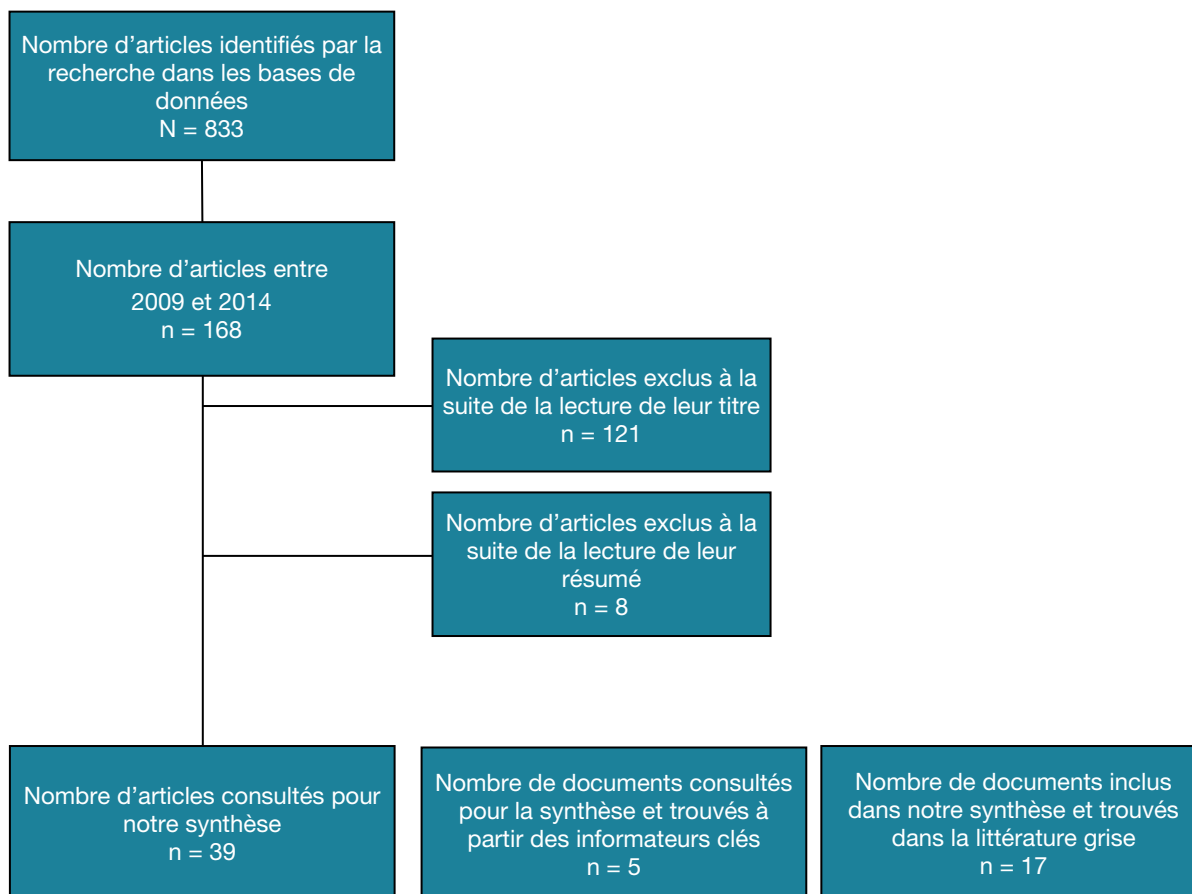 Nombre d’articles identifiés par la
recherche dans les bases de
données
N = 833
Nombre d’articles entre
2009 et 2014
n = 168
Nombre d’articles exclus à la
suite de la lecture de leur titre
n = 121
Nombre d’articles exclus à la
suite de la lecture de leur
résumé
n = 8
Nombre d’articles consultés pour
notre synthèse
n = 39
Nombre de documents consultés
pour la synthèse et trouvés à
partir des informateurs clés
n = 5
Nombre de documents inclus
dans notre synthèse et trouvés
dans la littérature grise
n = 17